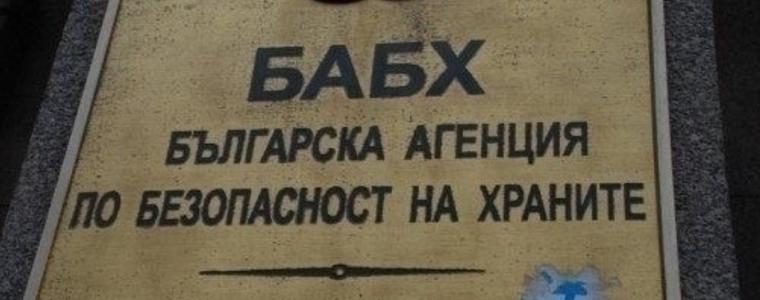 БАБХ
БЪЛГАРСКА АГЕНЦИЯ
ПО БЕЗОПАСНОСТ НА ХРАНИТЕ